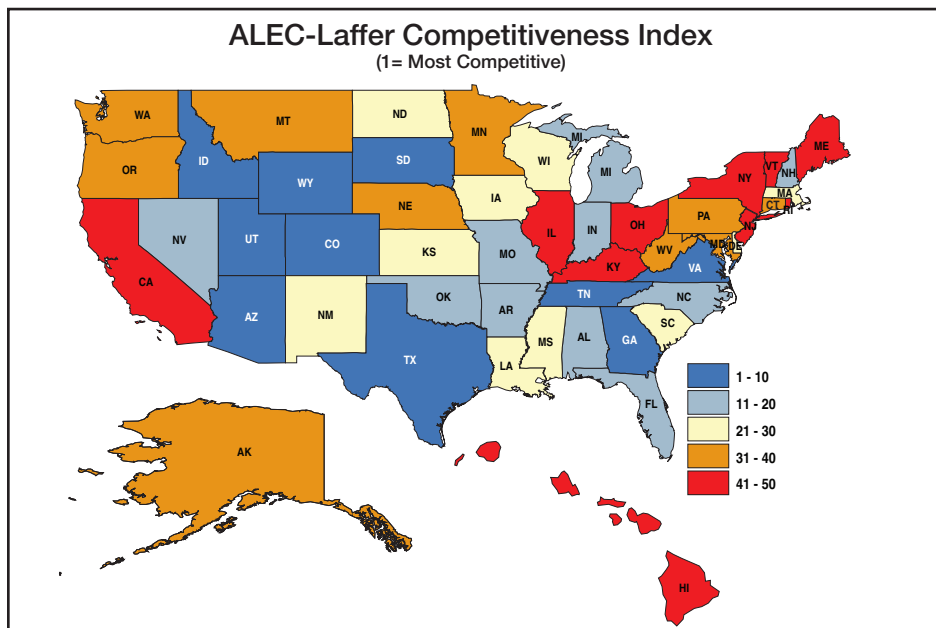 ALEC-Laffer Competitiveness Index
(1= Most Competitive)
WA
MT
ND
MN
MI
ME
VT
NH
OR
ID
SD
WI
MI
NY
MA
WY
CT
RI
NE
IA
PA
NJ
NV
UT
CO
IL
IN
OH
MD
DE
KS
MO
WV
CA
KY
VA
AZ
NM
OK
AR
TN
NC
TX
LA
MS
AL
GA
SC
FL
1 - 10
11 - 20
21 - 30
31 - 40
41 - 50
AK
HI